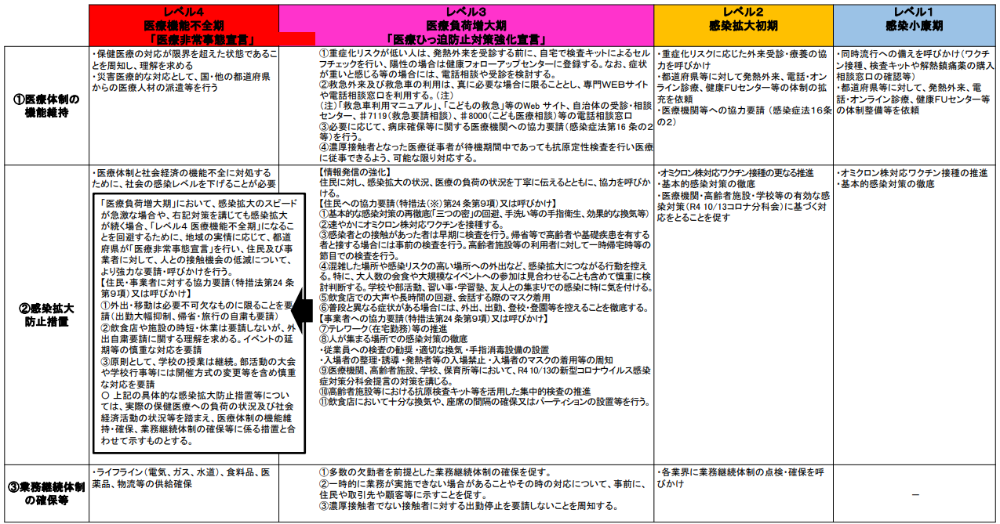 レベル4
医療機能不全期
「医療非常事態宣言」
レベル3
医療負荷増大期
「医療ひっ迫防止対策強化宣言」
レベル2
感染拡大初期
レベル1
感染小康期
①医療体制の
機能維持
・保健医療の対応が限界を超えた状態であるこ
とを周知し、理解を求める
・災害医療的な対応として、国・他の都道府県
からの医療人材の派遣等を行う
①重症化リスクが低い人は、発熱外来を受診する前に、自宅で検査キットによるセル
フチェックを行い、陽性の場合は健康フォローアップセンターに登録する。なお、症状
が重いと感じる等の場合には、電話相談や受診を検討する。
②救急外来及び救急車の利用は、真に必要な場合に限ることとし、専門WEBサイト
や電話相談窓口を利用する。（注）
（注）「救急車利用マニュアル」、「こどもの救急」等のWeb サイト、自治体の受診・相談
センター、♯7119（救急要請相談）、♯8000（こども医療相談）等の電話相談窓口
③必要に応じて、病床確保等に関する医療機関への協力要請（感染症法第16 条の２
等）を行う。
④濃厚接触者となった医療従事者が待機期間中であっても抗原定性検査を行い医療
に従事できるよう、可能な限り対応する。
・重症化リスクに応じた外来受診・療養の協
力を呼びかけ
・都道府県等に対して発熱外来、電話・オン
ライン診療、健康FUセンター等の体制の拡
充を依頼
・医療機関等への協力要請 （感染症法１６条
の２）
・同時流行への備えを呼びかけ（ワクチ
ン接種、検査キットや解熱鎮痛薬の購入
相談窓口の確認等）
・都道府県等に対して、発熱外来、電
話・オンライン診療、健康FUセンター等
の体制整備等を依頼
②感染拡大
防止措置
・医療体制と社会経済の機能不全に対処する
ために、社会の感染レベルを下げることが必要
「医療負荷増大期」において、感染拡大のスピード
が急激な場合や、右記対策を講じても感染拡大
が続く場合、「レベル４ 医療機能不全期」になるこ
とを回避するために、地域の実情に応じて、都道
府県が「医療非常事態宣言」を行い、住民及び事
業者に対して、人との接触機会の低減について、
より強力な要請・呼びかけを行う。
【住民・事業者に対する協力要請（特措法第24 条
第９項）又は呼びかけ】
①外出・移動は必要不可欠なものに限ることを要
請（出勤大幅抑制、帰省・旅行の自粛も要請）
②飲食店や施設の時短・休業は要請しないが、外
出自粛要請に関する理解を求める。イベントの延
期等の慎重な対応を要請
③原則として、学校の授業は継続。部活動の大会
や学校行事等には開催方式の変更等を含め慎重
な対応を要請
〇 上記の具体的な感染拡大防止措置等につい
ては、実際の保健医療への負荷の状況及び社会
経済活動の状況等を踏まえ、医療体制の機能維
持・確保、業務継続体制の確保等に係る措置と合
わせて示すものとする。
【情報発信の強化】
住民に対し、感染拡大の状況、医療の負荷の状況を丁寧に伝えるとともに、協力を呼びか
ける。
【住民への協力要請（特措法（※）第24 条第９項）又は呼びかけ】
①基本的な感染対策の再徹底（「三つの密」の回避、手洗い等の手指衛生、効果的な換気等）
②速やかにオミクロン株対応ワクチンを接種する。
③感染者との接触があった者は早期に検査を行う。帰省等で高齢者や基礎疾患を有する
者と接する場合には事前の検査を行う。高齢者施設等の利用者に対して一時帰宅時等の
節目での検査を行う。
④混雑した場所や感染リスクの高い場所への外出など、感染拡大につながる行動を控え
る。特に、大人数の会食や大規模なイベントへの参加は見合わせることも含めて慎重に検
討判断する。学校や部活動、習い事・学習塾、友人との集まりでの感染に特に気を付ける。
⑤飲食店での大声や長時間の回避、会話する際のマスク着用
⑥普段と異なる症状がある場合には、外出、出勤、登校・登園等を控えることを徹底する。
【事業者への協力要請（特措法第24 条第９項）又は呼びかけ】
⑦テレワーク（在宅勤務）等の推進
⑧人が集まる場所での感染対策の徹底
・従業員への検査の勧奨 ・適切な換気 ・手指消毒設備の設置
・入場者の整理・誘導 ・発熱者等の入場禁止 ・入場者のマスクの着用等の周知
⑨医療機関、高齢者施設、学校、保育所等において、R4 10/13の新型コロナウイルス感染
症対策分科会提言の対策を講じる。
⑩高齢者施設等における抗原検査キット等を活用した集中的検査の推進
⑪飲食店において十分な換気や、座席の間隔の確保又はパーティションの設置等を行う。
・オミクロン株対応ワクチン接種の更なる推進
・基本的感染対策の徹底
・医療機関・高齢者施設・学校等の有効な感
染対策（R4 10/13コロナ分科会）に基づく対
応をとることを促す
・オミクロン株対応ワクチン接種の推進
・基本的感染対策の徹底
③業務継続体制
の確保等
・ライフライン（電気、ガス、水道）、食料品、医
薬品、物流等の供給確保
①多数の欠勤者を前提とした業務継続体制の確保を促す。
②一時的に業務が実施できない場合があることやその時の対応について、事前に、
住民や取引先や顧客等に示すことを促す。
③濃厚接触者でない接触者に対する出勤停止を要請しないことを周知する。
・各業界に業務継続体制の点検・確保を呼
びかけ
－